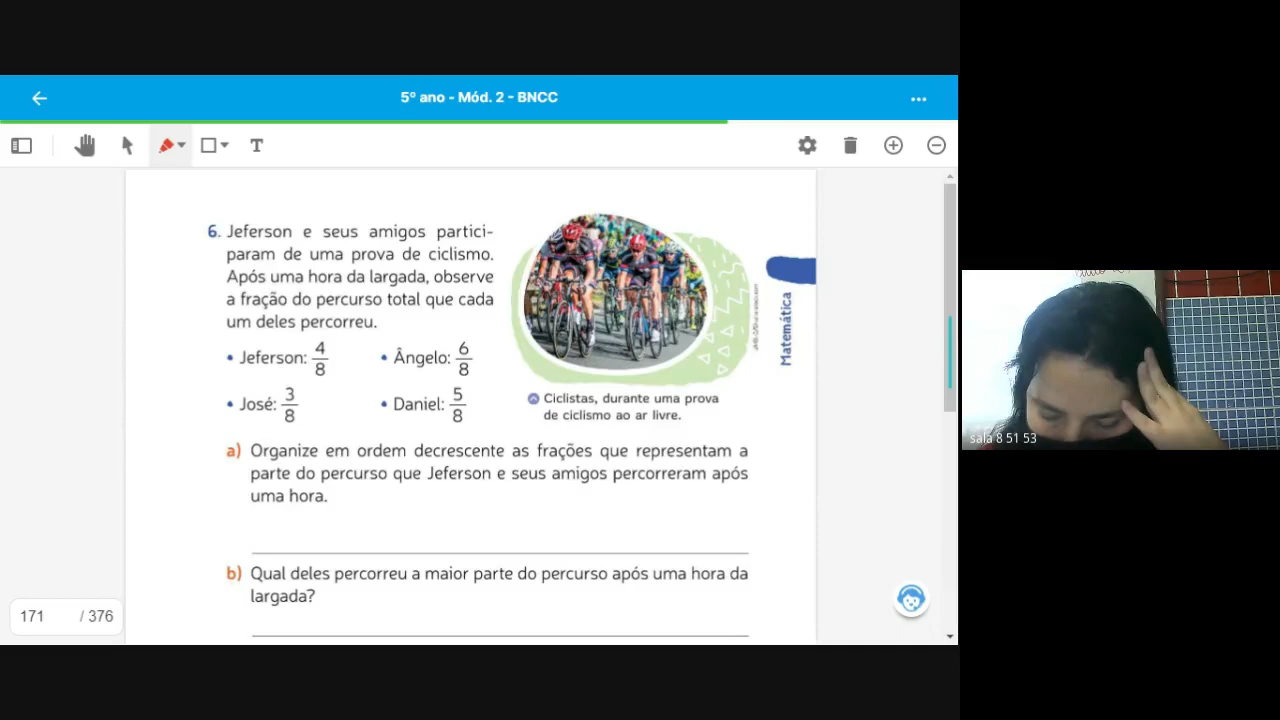 5º ano - Mód. 2 - BNCC
T
6. Jeferson e seus amigos partici-
param de uma prova de ciclismo.
Após uma hora da largada, observe
a fração do percurso total que cada
um deles percorreu.
• Jeferson: 4/8 • Ângelo: 6/8
• José: 3/8 • Daniel: 5/8
Ciclistas, durante uma prova
de ciclismo ao ar livre.
Matemática
a) Organize em ordem decrescente as frações que representam a
parte do percurso que Jeferson e seus amigos percorreram após
uma hora.
b) Qual deles percorreu a maior parte do percurso após uma hora da
largada?
171 / 376
sala 8 51 53